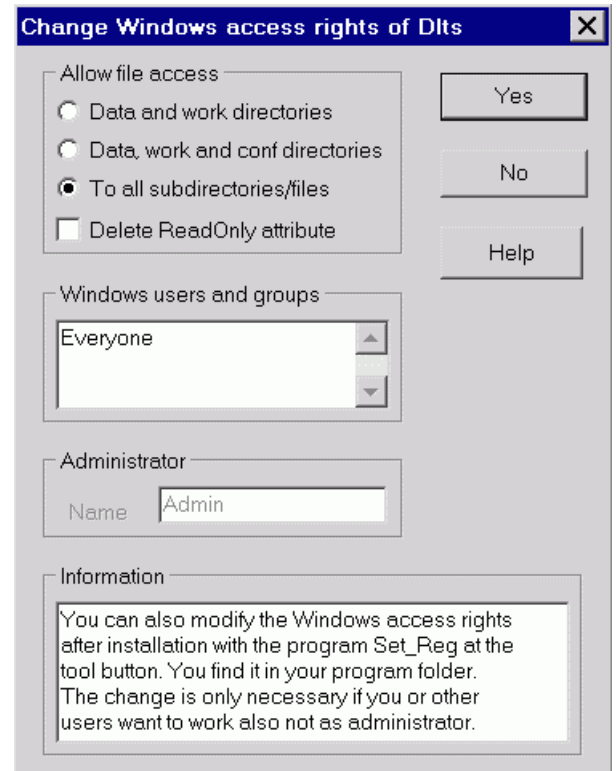 Change Windows access rights of Dlts
Allow file access
Data and work directories
Data, work and conf directories
To all subdirectories/files
Delete ReadOnly attribute
Yes
No
Help
Windows users and groups
Everyone
Administrator
Name
Admin
Information
You can also modify the Windows access rights
after installation with the program Set_Reg at the
tool button. You find it in your program folder.
The change is only necessary if you or other
users want to work also not as administrator.